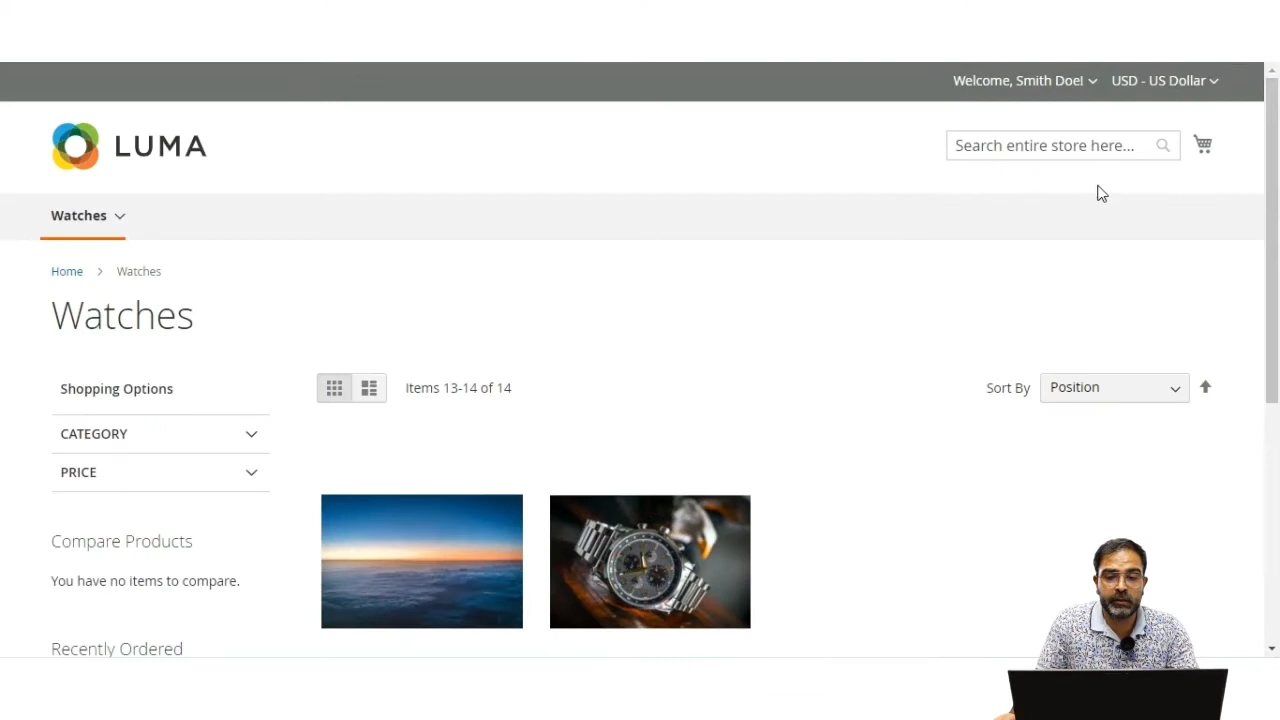 Welcome, Smith Doe!
USD - US Dollar
LUMA
Search entire store here...
Watches
Home > Watches
Watches
Shopping Options
Items 13-14 of 14
Sort By
Position
CATEGORY
PRICE
Compare Products
You have no items to compare.
Recently Ordered